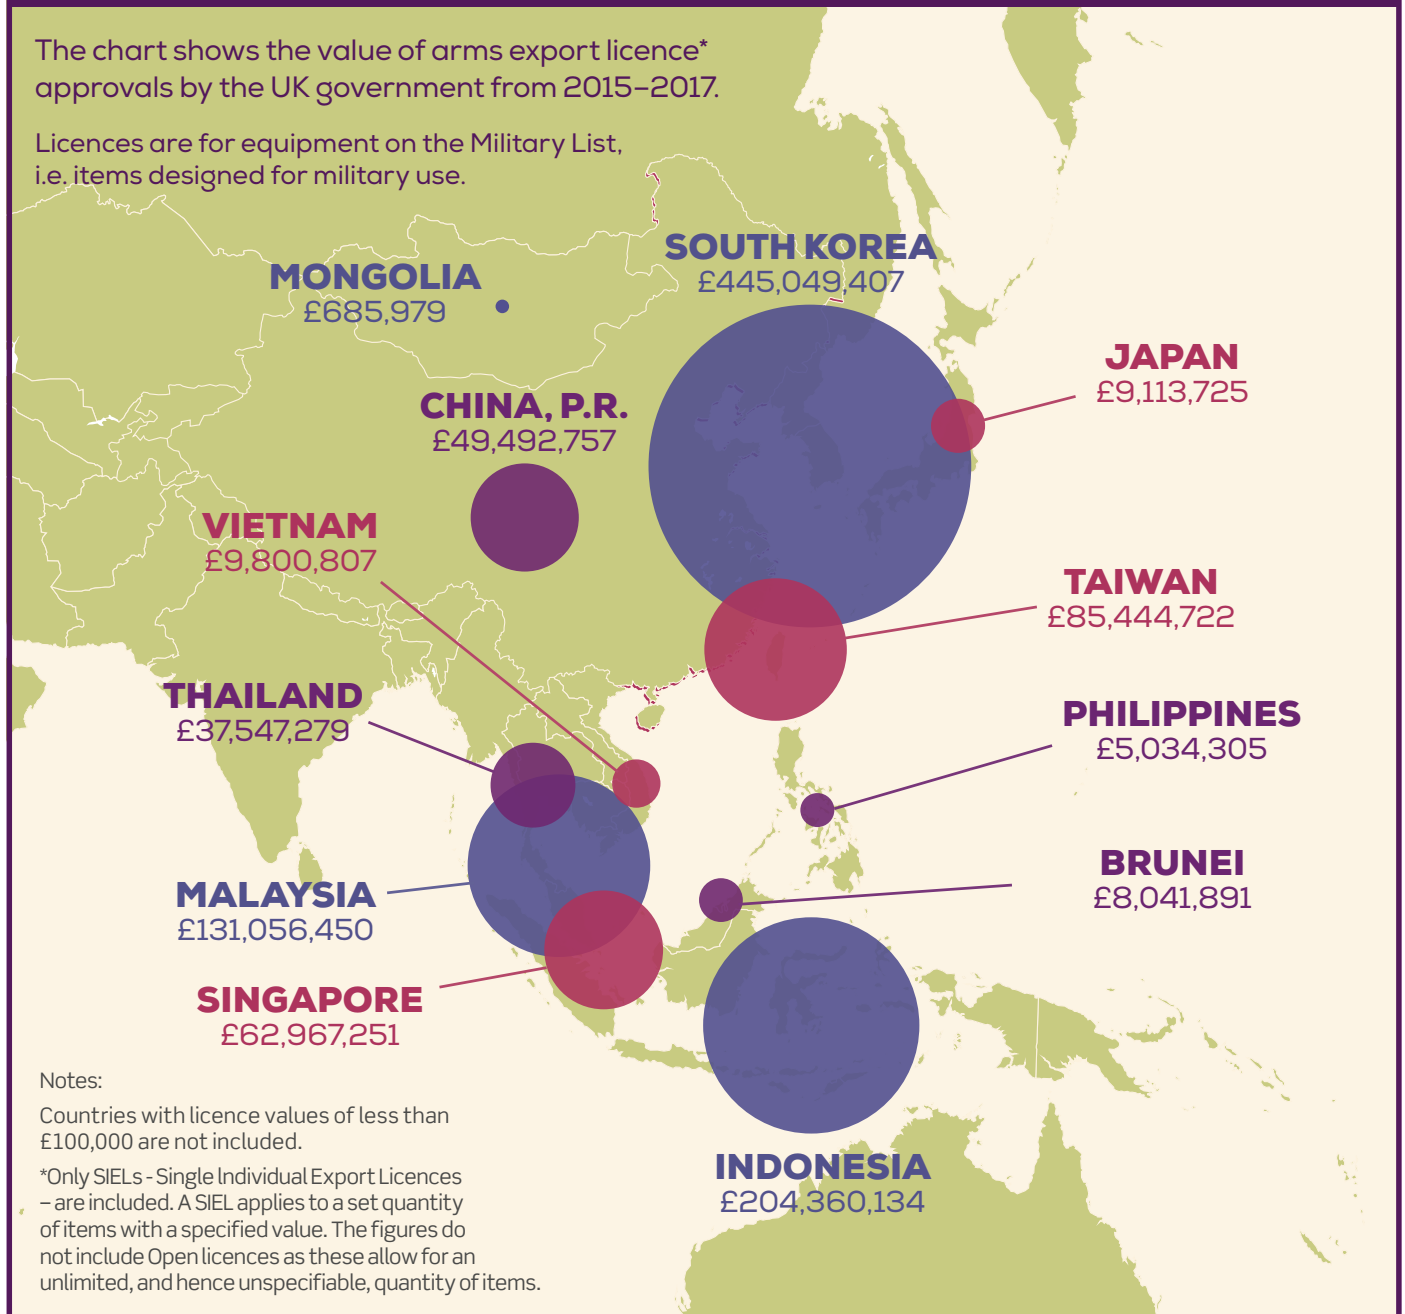 The chart shows the value of arms export licence*
approvals by the UK government from 2015–2017.
Licences are for equipment on the Military List,
i.e. items designed for military use.
SOUTH KOREA
£445,049,407
MONGOLIA
£685,979
JAPAN
£9,113,725
CHINA, P.R.
£49,492,757
VIETNAM
£9,800,807
TAIWAN
£85,444,722
THAILAND
£37,547,279
PHILIPPINES
£5,034,305
BRUNEI
£8,041,891
MALAYSIA
£131,056,450
SINGAPORE
£62,967,251
INDONESIA
£204,360,134
Notes:
Countries with licence values of less than
£100,000 are not included.
*Only SIELs - Single Individual Export Licences
– are included. A SIEL applies to a set quantity
of items with a specified value. The figures do
not include Open licences as these allow for an
unlimited, and hence unspecifiable, quantity of items.